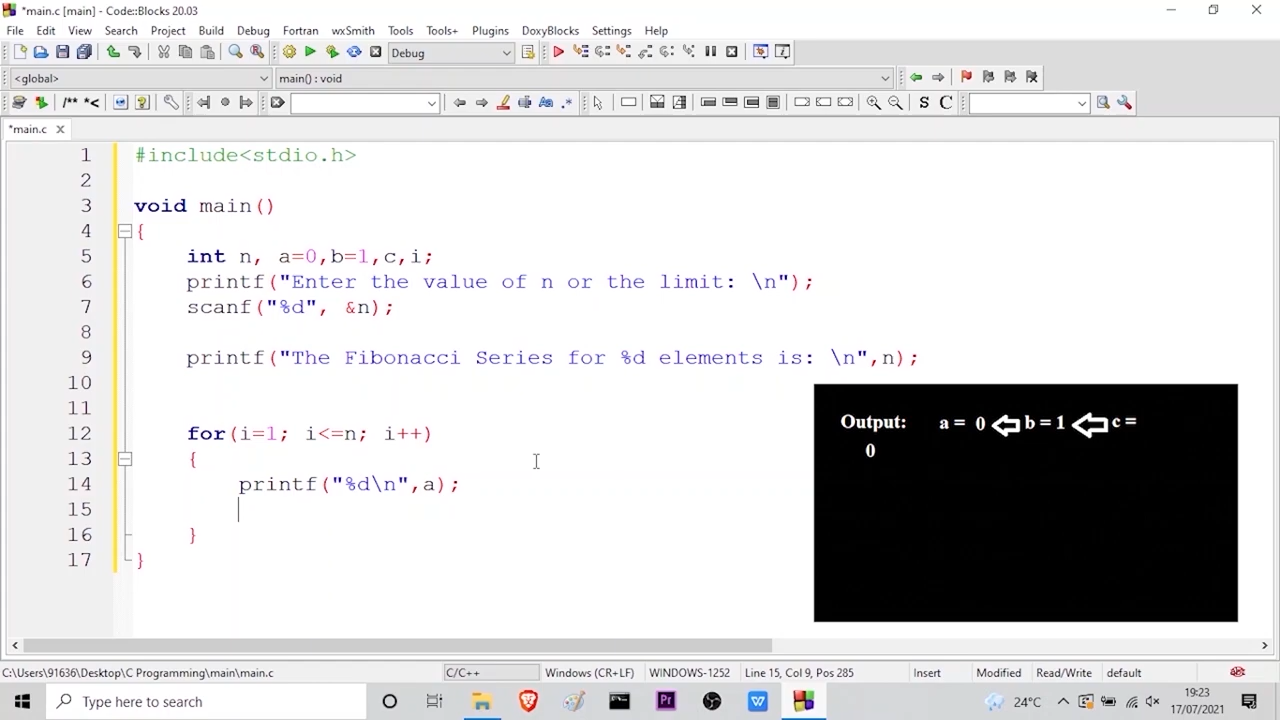 *main.c [main] - Code::Blocks 20.03
File Edit View Search Project Build Debug Fortran wxSmith Tools Tools+ Plugins DoxyBlocks Settings Help
Debug
<global> main() : void
/** *< S C
*main.c
1 #include<stdio.h>
2
3 void main()
4 {
5 int n, a=0,b=1,c,i;
6 printf("Enter the value of n or the limit: \n");
7 scanf("%d", &n);
8
9 printf("The Fibonacci Series for %d elements is: \n",n);
10
11
12 for(i=1; i<=n; i++)
13 {
14 printf("%d\n",a);
15
16 }
17 }
Output: a = 0 b = 1 c =
0
C:\Users\91636\Desktop\C Programming\main\main.c C/C++ Windows (CR+LF) WINDOWS-1252 Line 15, Col 9, Pos 285 Insert Modified Read/Write default
Type here to search Pr W 24°C 19:23
17/07/2021